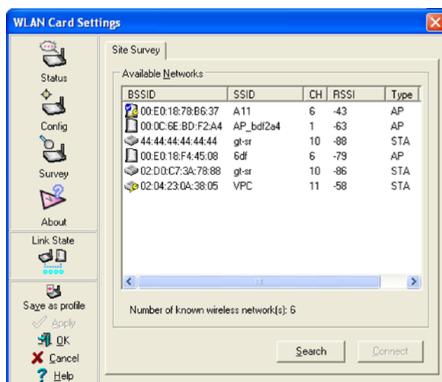 WLAN Card Settings
Status
Config
Survey
About
Link State
Save as profile
Apply
OK
Cancel
Help
Site Survey
Available Networks
BSSID SSID CH RSSI Type
00:E0:18:78:B6:37 A11 6 -43 AP
00:0C:6E:BD:F2:A4 AP_bdf2a4 1 -63 AP
44:44:44:44:44:44 gt-sr 10 -88 STA
00:E0:18:F4:45:08 6df 6 -79 AP
02:D0:C7:3A:78:88 gt-sr 10 -86 STA
02:04:23:0A:38:05 VPC 11 -58 STA
Number of known wireless network(s): 6
Search Connect